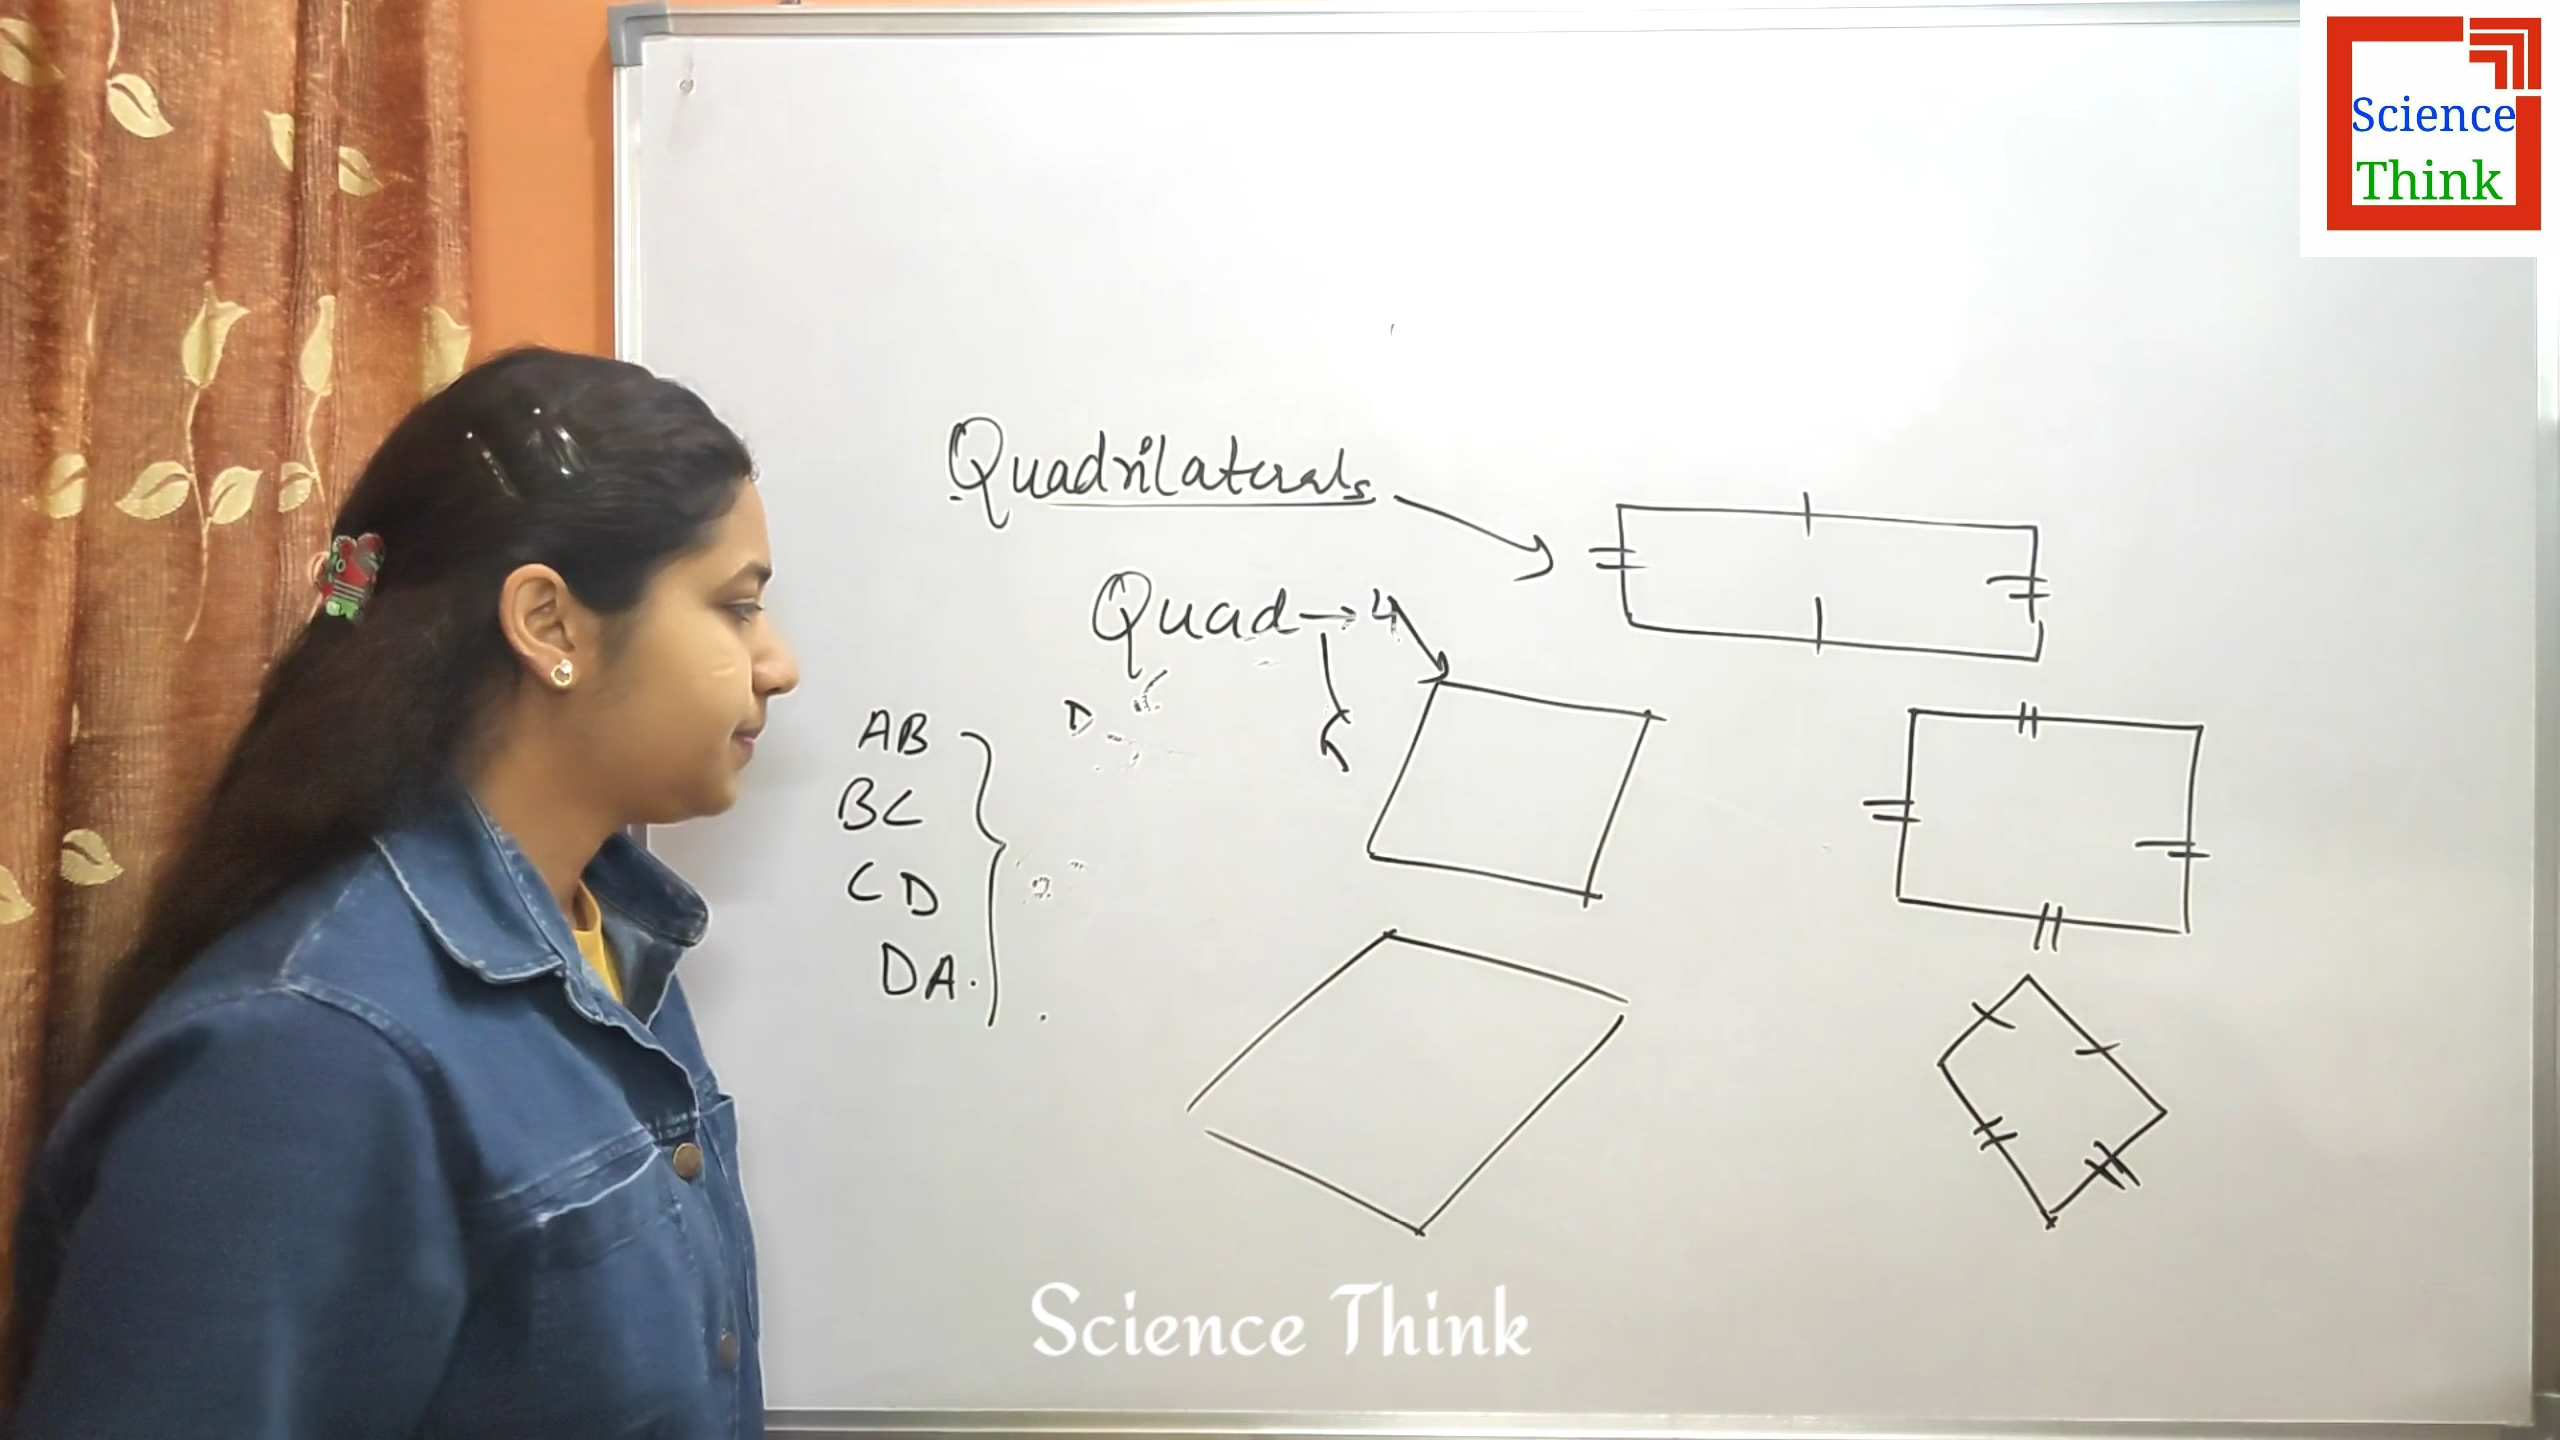 Science
Think
Quadrilaterals
Quad → 4
D
AB
BC
CD
DA.
Science Think